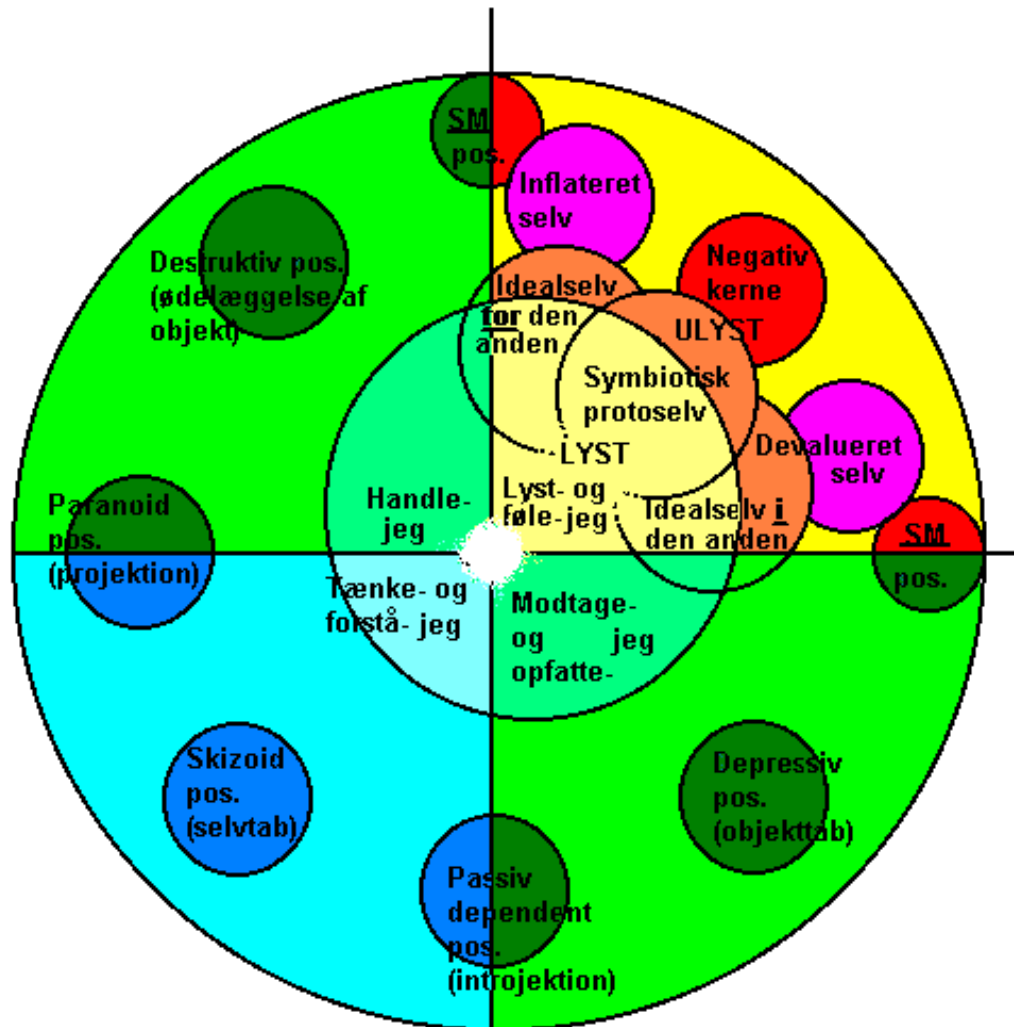 SM
pos.
Inflateret
selv
Destruktiv pos.
(ødelæggelse af
objekt)
Idealselv
for den
anden
Negativ
kerne
ULYST
Symbiotisk
protoselv
LYST
Devalueret
selv
Paranoid
pos.
(projektion)
Handle-
jeg
Lyst- og
føle-jeg
Idealselv i
den anden
SM
pos.
Tænke- og
forstå- jeg
Modtage-
og jeg
opfatte-
Skizoid
pos.
(selvtab)
Depressiv
pos.
(objekttab)
Passiv
dependent
pos.
(introjektion)